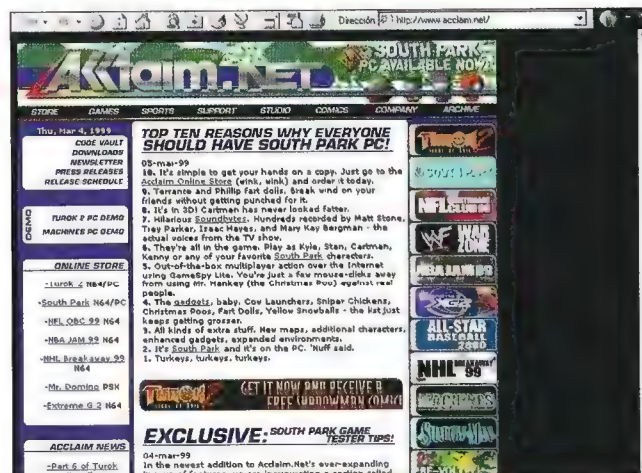 Dirección http://www.acclaim.net/
Acclaim.NET
SOUTH PARK
PC AVAILABLE NOW!
STORE GAMES SPORTS SUPPORT STUDIO COMICS COMPANY ARCHIVE
Thu, Mar 4, 1999
CODE VAULT
DOWNLOADS
NEWSLETTER
PRESS RELEASES
RELEASE SCHEDULE
DEMO
TUROK 2 PC DEMO
MACHINES PC DEMO
ONLINE STORE
-Turok 2 N64/PC
-South Park N64/PC
-NFL QBC 99 N64
-NBA JAM 99 N64
-NHL Breakaway 99
N64
-Mr. Domino PSX
-Extreme G 2 N64
ACCLAIM NEWS
-Part 6 of Turok
TOP TEN REASONS WHY EVERYONE
SHOULD HAVE SOUTH PARK PC!
03-mar-99
10. It's simple to get your hands on a copy. Just go to the
Acclaim Online Store (wink, wink) and order it today.
9. Terrance and Phillip fart dolls. Break wind on your
friends without getting punched for it.
8. It's in 3D! Cartman has never looked fatter.
7. Hilarious Soundbytes. Hundreds recorded by Matt Stone,
Trey Parker, Isaac Hayes, and Mary Kay Bergman - the
actual voices from the TV show.
6. They're all in the game. Play as Kyle, Stan, Cartman,
Kenny or any of your favorite South Park characters.
5. Out-of-the-box multiplayer action over the Internet
using GameSpy Lite. You're just a few mouse-clicks away
from using Mr. Hankey (the Christmas Poo) against real
people.
4. The gadgets, baby. Cow Launchers, Sniper Chickens,
Christmas Poos, Fart Dolls, Yellow Snowballs - the list just
keeps getting grosser.
3. All kinds of extra stuff. New maps, additional characters,
enhanced gadgets, expanded environments.
2. It's South Park and it's on the PC. 'Nuff said.
1. Turkeys, turkeys, turkeys.
TUROK 2
GET IT NOW AND RECEIVE A
FREE SHADOWMAN COMIC!
EXCLUSIVE: SOUTH PARK GAME
TESTER TIPS!
04-mar-99
In the newest addition to Acclaim.Net's ever-expanding
TUROK 2
SOUTH PARK
NFL
WF WAR
ZONE
NBA JAM 99
XG2
ALL-STAR
BASEBALL
2000
NHL BREAKAWAY
99
MACHINES
SHADOW MAN
RE-VOLT